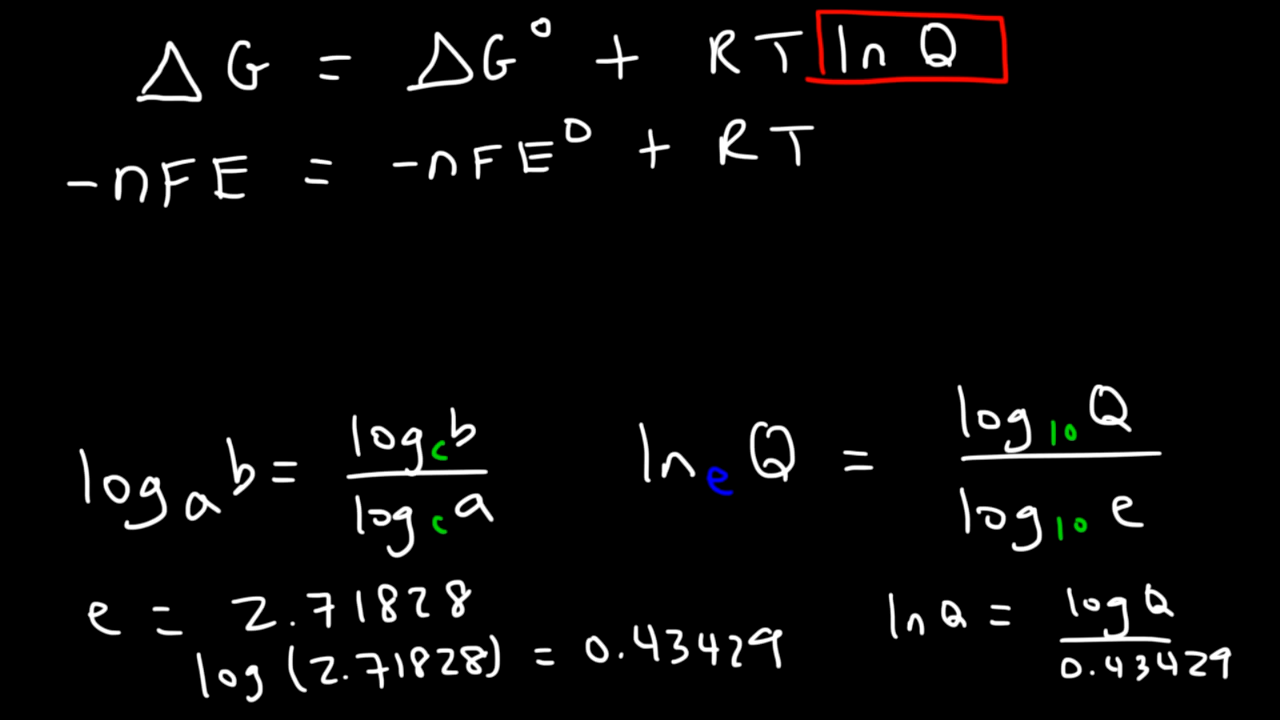 ΔG = ΔG° + RT ln Q
-nFE = -nFE° + RT
log_a b = log_c b / log_c a
ln_e Q = log_10 Q / log_10 e
e = 2.71828
log (2.71828) = 0.43429
ln Q = log Q / 0.43429